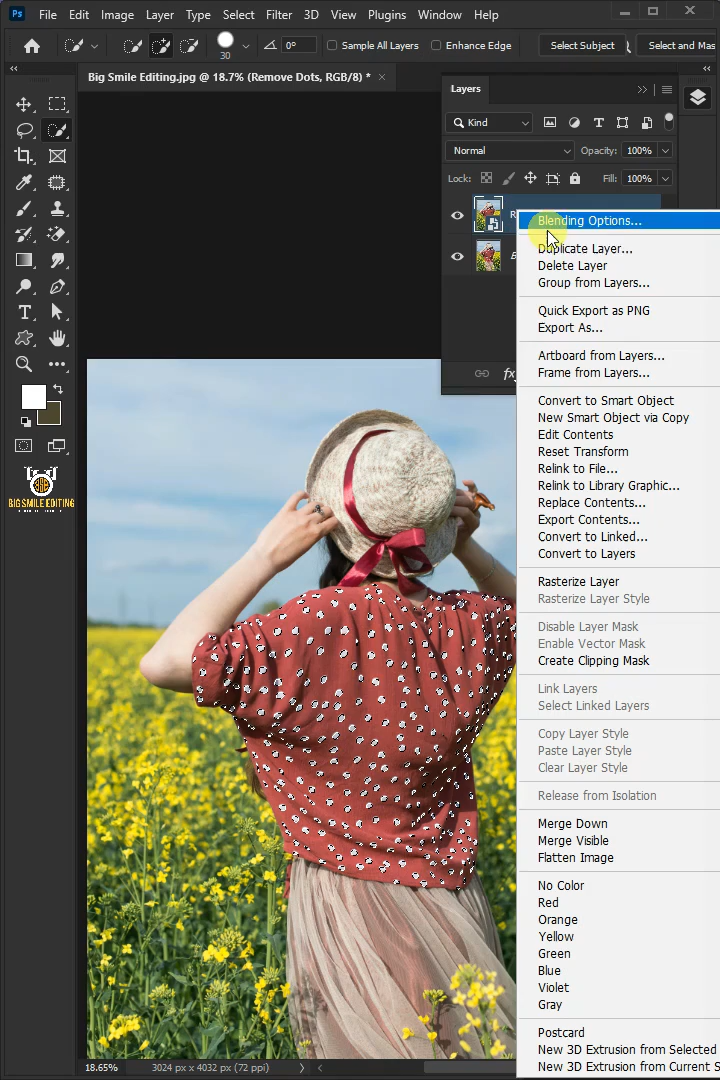 Ps File Edit Image Layer Type Select Filter 3D View Plugins Window Help
30 0° Sample All Layers Enhance Edge Select Subject Select and Mas
Big Smile Editing.jpg @ 18.7% (Remove Dots, RGB/8) *
Layers
Kind
Normal Opacity: 100%
Lock: Fill: 100%
R
B
fx
Blending Options...
Duplicate Layer...
Delete Layer
Group from Layers...
Quick Export as PNG
Export As...
Artboard from Layers...
Frame from Layers...
Convert to Smart Object
New Smart Object via Copy
Edit Contents
Reset Transform
Relink to File...
Relink to Library Graphic...
Replace Contents...
Export Contents...
Convert to Linked...
Convert to Layers
Rasterize Layer
Rasterize Layer Style
Disable Layer Mask
Enable Vector Mask
Create Clipping Mask
Link Layers
Select Linked Layers
Copy Layer Style
Paste Layer Style
Clear Layer Style
Release from Isolation
Merge Down
Merge Visible
Flatten Image
No Color
Red
Orange
Yellow
Green
Blue
Violet
Gray
Postcard
New 3D Extrusion from Selected
New 3D Extrusion from Current S
BIG SMILE EDITING
18.65% 3024 px x 4032 px (72 ppi)